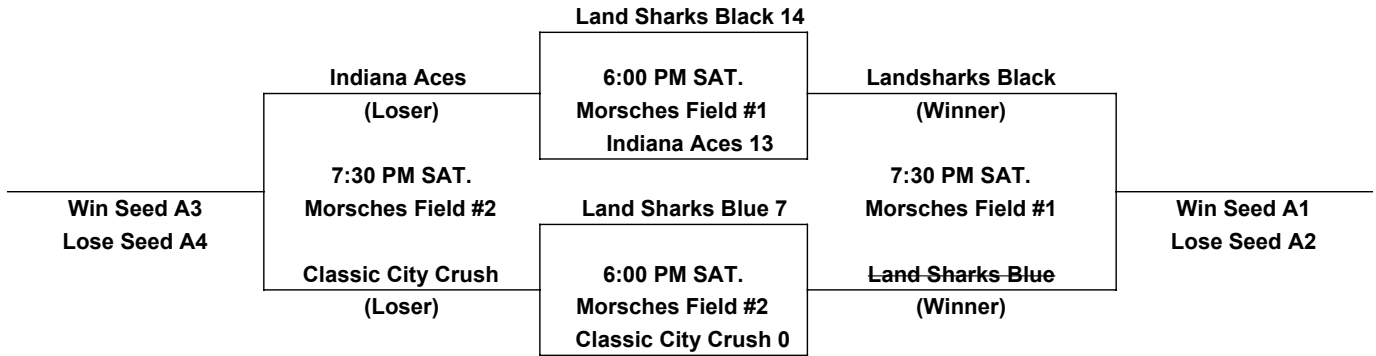 Land Sharks Black 14
Indiana Aces
6:00 PM SAT.
Landsharks Black
(Loser)
Morsches Field #1
(Winner)
Indiana Aces 13
7:30 PM SAT.
7:30 PM SAT.
Win Seed A3
Morsches Field #2
Land Sharks Blue 7
Morsches Field #1
Win Seed A1
Lose Seed A4
Lose Seed A2
Classic City Crush
6:00 PM SAT.
Land Sharks Blue
(Loser)
Morsches Field #2
(Winner)
Classic City Crush 0